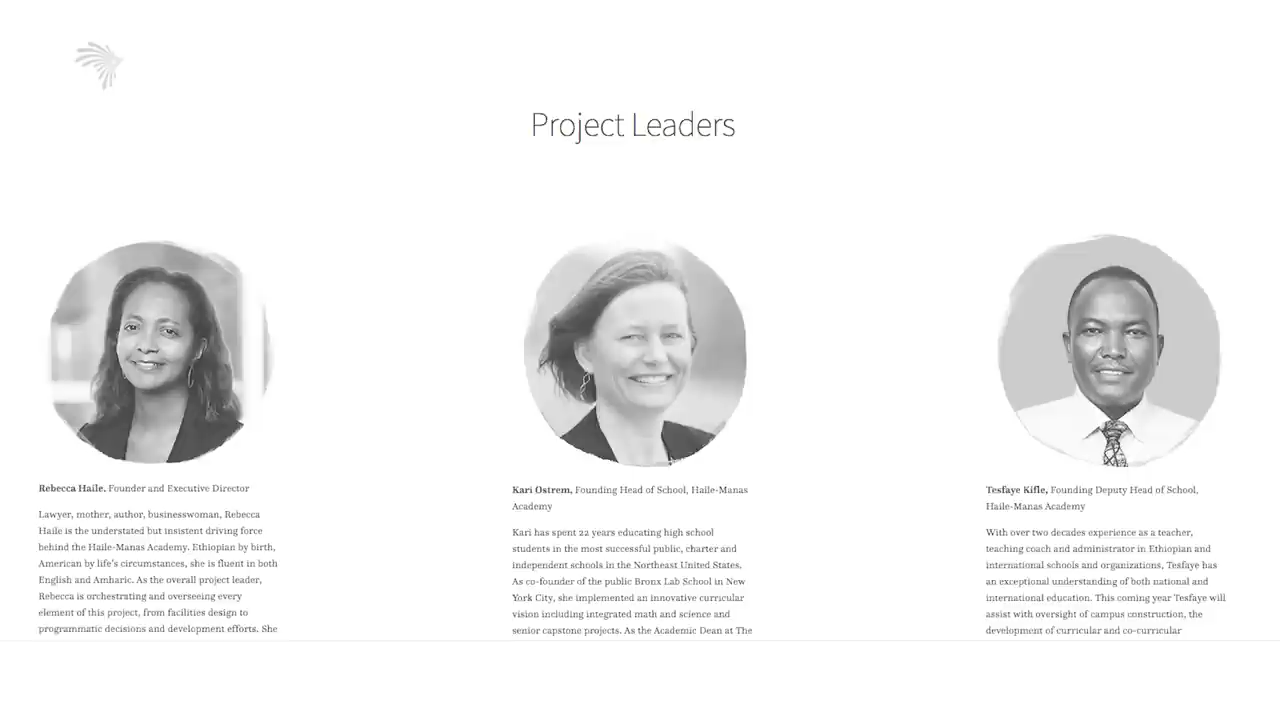 Project Leaders
Rebecca Haile. Founder and Executive Director
Lawyer, mother, author, businesswoman, Rebecca
Haile is the understated but insistent driving force
behind the Haile-Manas Academy. Ethiopian by birth,
American by life's circumstances, she is fluent in both
English and Amharic. As the overall project leader,
Rebecca is orchestrating and overseeing every
element of this project, from facilities design to
programmatic decisions and development efforts. She
Kari Ostrem, Founding Head of School, Haile-Manas
Academy
Kari has spent 22 years educating high school
students in the most successful public, charter and
independent schools in the Northeast United States.
As co-founder of the public Bronx Lab School in New
York City, she implemented an innovative curricular
vision including integrated math and science and
senior capstone projects. As the Academic Dean at The
Tesfaye Kifle, Founding Deputy Head of School,
Haile-Manas Academy
With over two decades experience as a teacher,
teaching coach and administrator in Ethiopian and
international schools and organizations, Tesfaye has
an exceptional understanding of both national and
international education. This coming year Tesfaye will
assist with oversight of campus construction, the
development of curricular and co-curricular